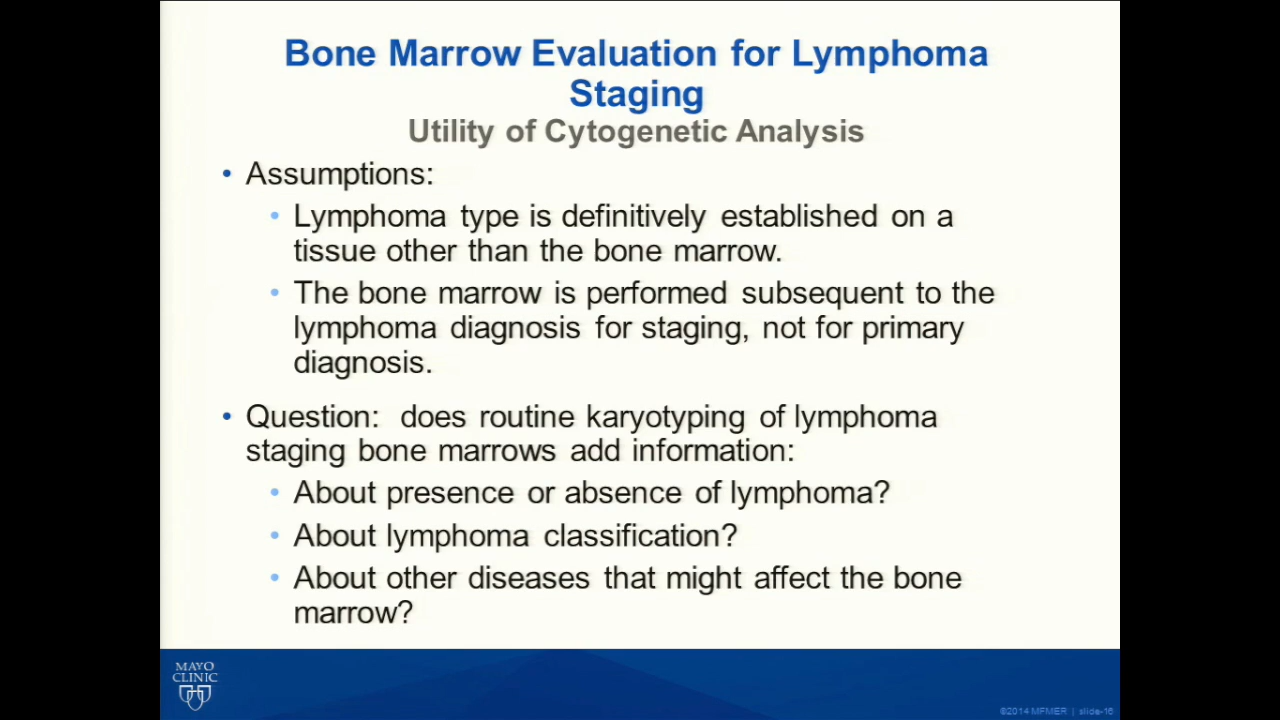 Bone Marrow Evaluation for Lymphoma
Staging
Utility of Cytogenetic Analysis
• Assumptions:
• Lymphoma type is definitively established on a
tissue other than the bone marrow.
• The bone marrow is performed subsequent to the
lymphoma diagnosis for staging, not for primary
diagnosis.
• Question: does routine karyotyping of lymphoma
staging bone marrows add information:
• About presence or absence of lymphoma?
• About lymphoma classification?
• About other diseases that might affect the bone
marrow?
MAYO
CLINIC
©2014 MFMER | slide-16